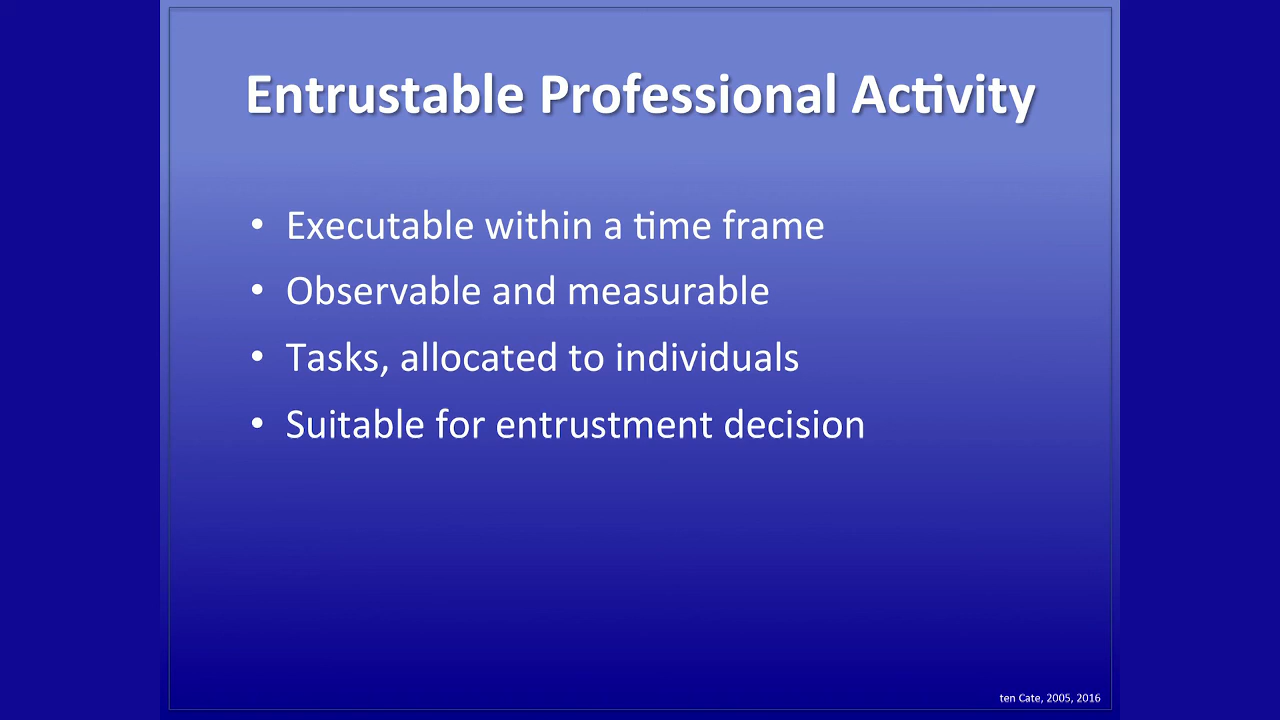 Entrustable Professional Activity
• Executable within a time frame
• Observable and measurable
• Tasks, allocated to individuals
• Suitable for entrustment decision
ten Cate, 2005, 2016